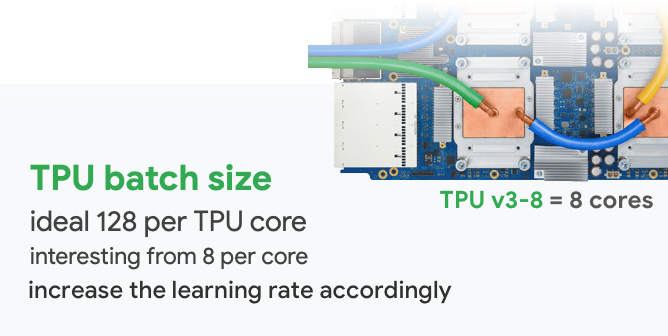 TPU batch size
ideal 128 per TPU core
interesting from 8 per core
increase the learning rate accordingly
TPU v3-8 = 8 cores